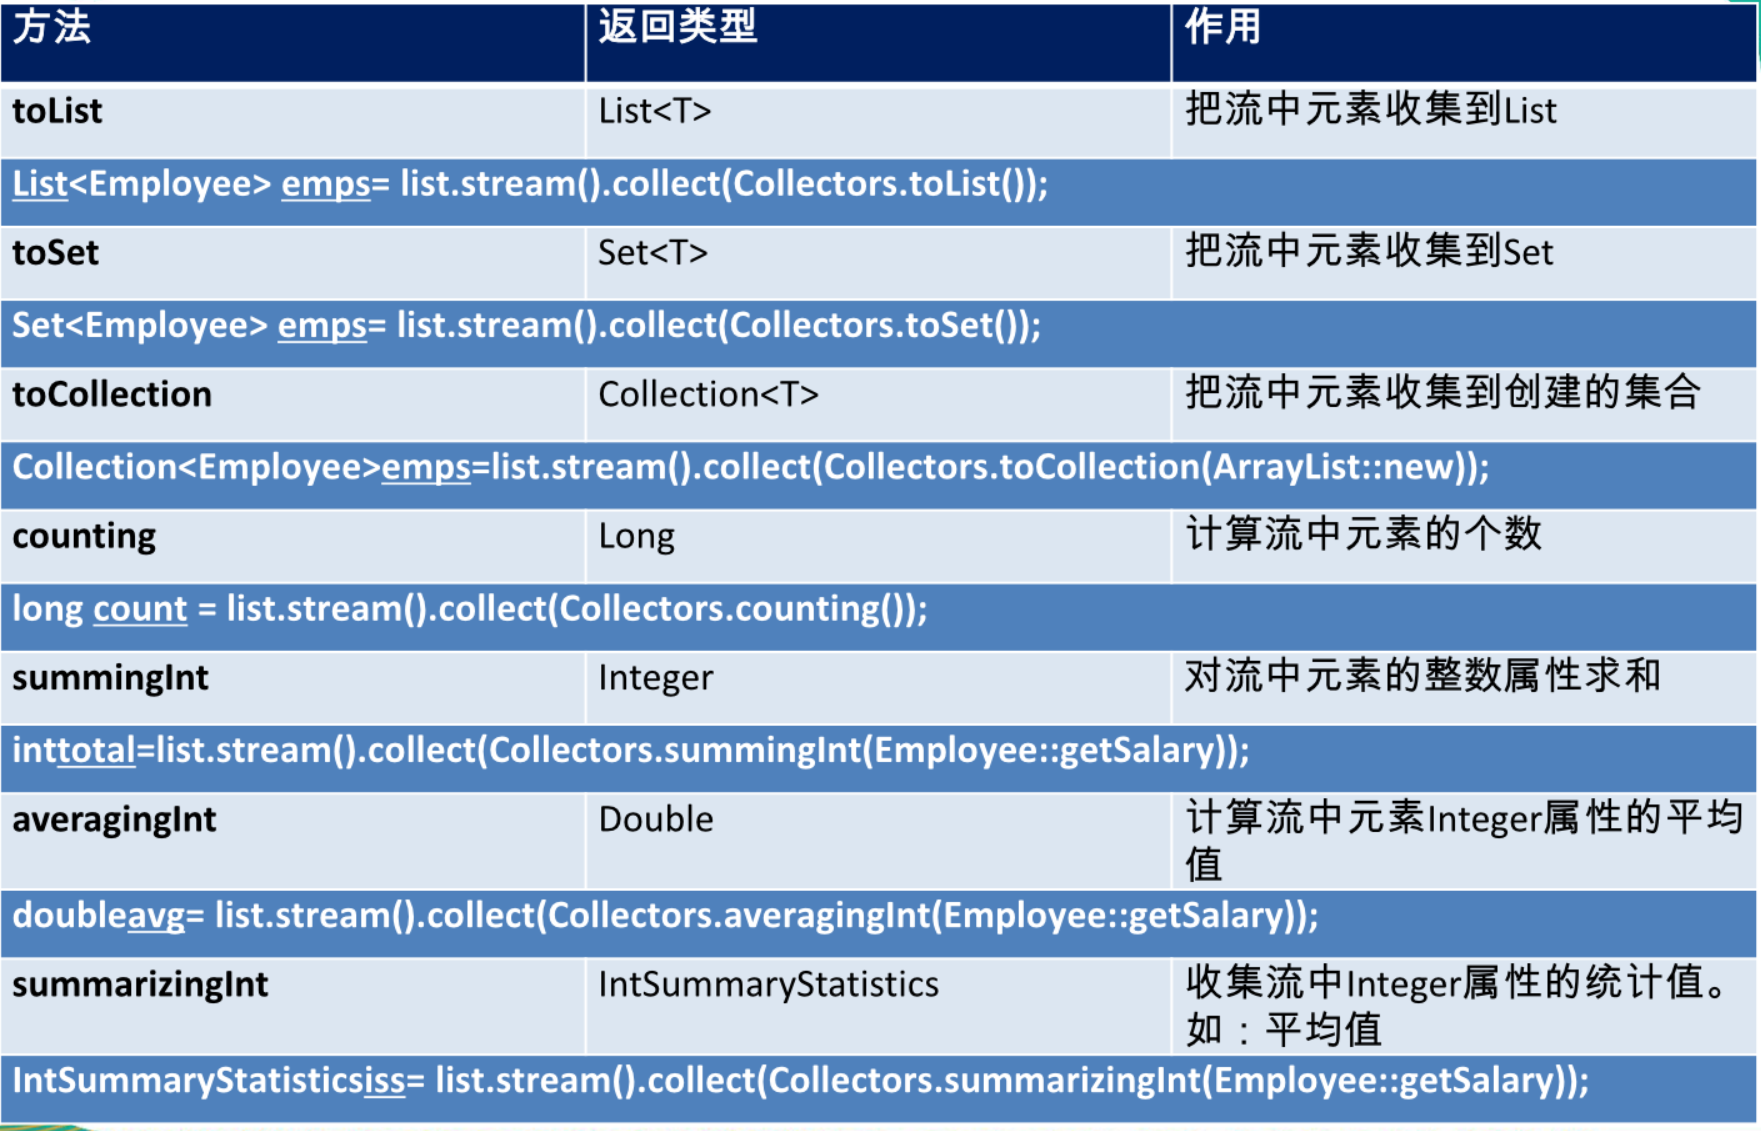 方法 返回类型 作用
toList List<T> 把流中元素收集到List
List<Employee> emps= list.stream().collect(Collectors.toList());
toSet Set<T> 把流中元素收集到Set
Set<Employee> emps= list.stream().collect(Collectors.toSet());
toCollection Collection<T> 把流中元素收集到创建的集合
Collection<Employee>emps=list.stream().collect(Collectors.toCollection(ArrayList::new));
counting Long 计算流中元素的个数
long count = list.stream().collect(Collectors.counting());
summingInt Integer 对流中元素的整数属性求和
inttotal=list.stream().collect(Collectors.summingInt(Employee::getSalary));
averagingInt Double 计算流中元素Integer属性的平均
值
doubleavg= list.stream().collect(Collectors.averagingInt(Employee::getSalary));
summarizingInt IntSummaryStatistics 收集流中Integer属性的统计值。
如：平均值
IntSummaryStatisticsiss= list.stream().collect(Collectors.summarizingInt(Employee::getSalary));